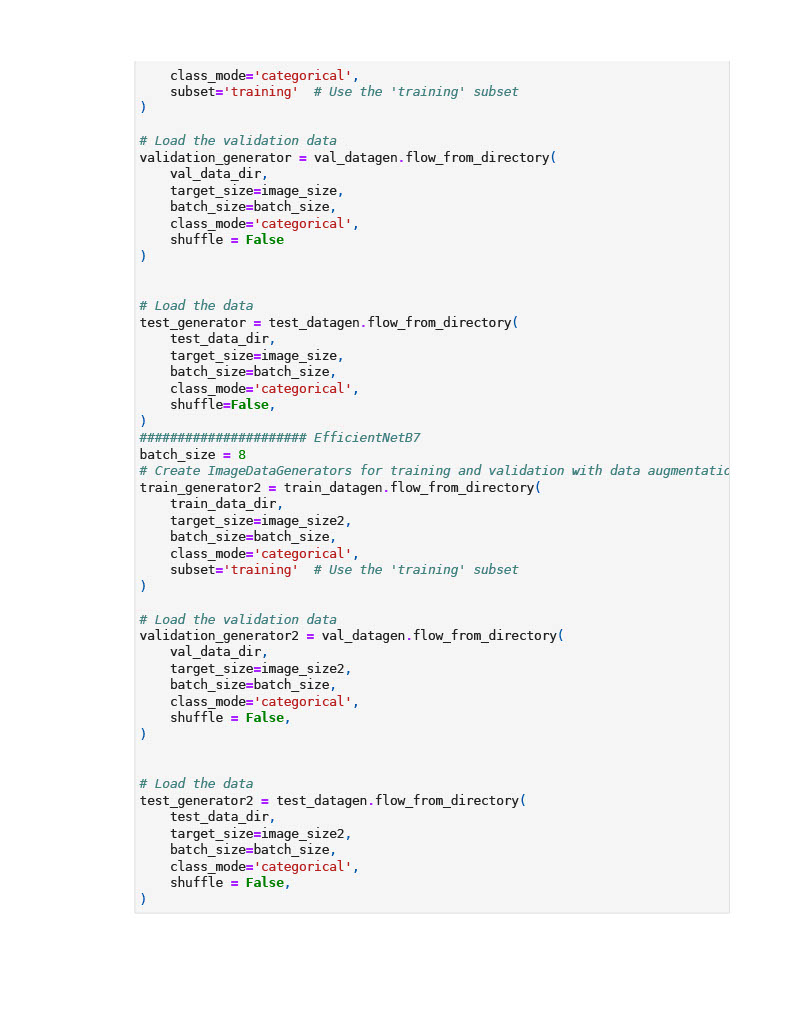 class_mode='categorical',
    subset='training'  # Use the 'training' subset
)

# Load the validation data
validation_generator = val_datagen.flow_from_directory(
    val_data_dir,
    target_size=image_size,
    batch_size=batch_size,
    class_mode='categorical',
    shuffle = False
)


# Load the data
test_generator = test_datagen.flow_from_directory(
    test_data_dir,
    target_size=image_size,
    batch_size=batch_size,
    class_mode='categorical',
    shuffle=False,
)
###################### EfficientNetB7
batch_size = 8
# Create ImageDataGenerators for training and validation with data augmentatic
train_generator2 = train_datagen.flow_from_directory(
    train_data_dir,
    target_size=image_size2,
    batch_size=batch_size,
    class_mode='categorical',
    subset='training'  # Use the 'training' subset
)

# Load the validation data
validation_generator2 = val_datagen.flow_from_directory(
    val_data_dir,
    target_size=image_size2,
    batch_size=batch_size,
    class_mode='categorical',
    shuffle = False,
)


# Load the data
test_generator2 = test_datagen.flow_from_directory(
    test_data_dir,
    target_size=image_size2,
    batch_size=batch_size,
    class_mode='categorical',
    shuffle = False,
)